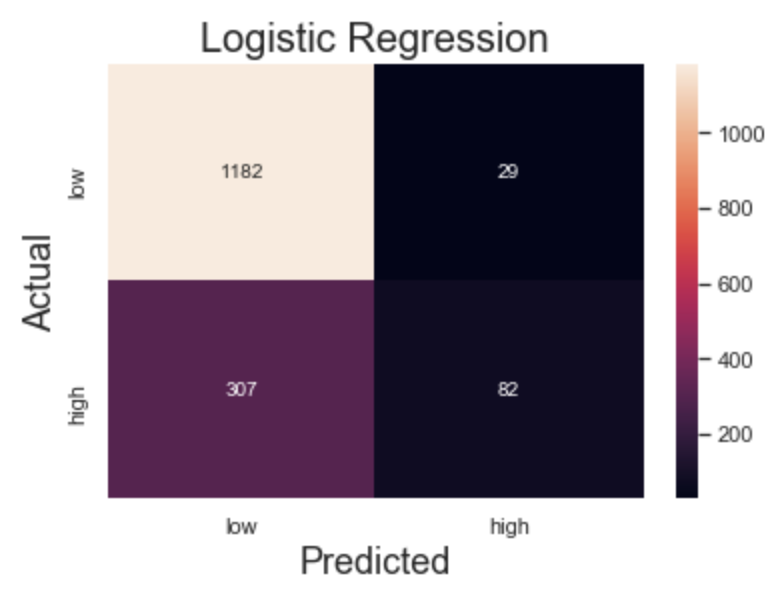 Logistic Regression
low
1182
29
1000
800
600
400
200
Actual
high
307
82
low
high
Predicted